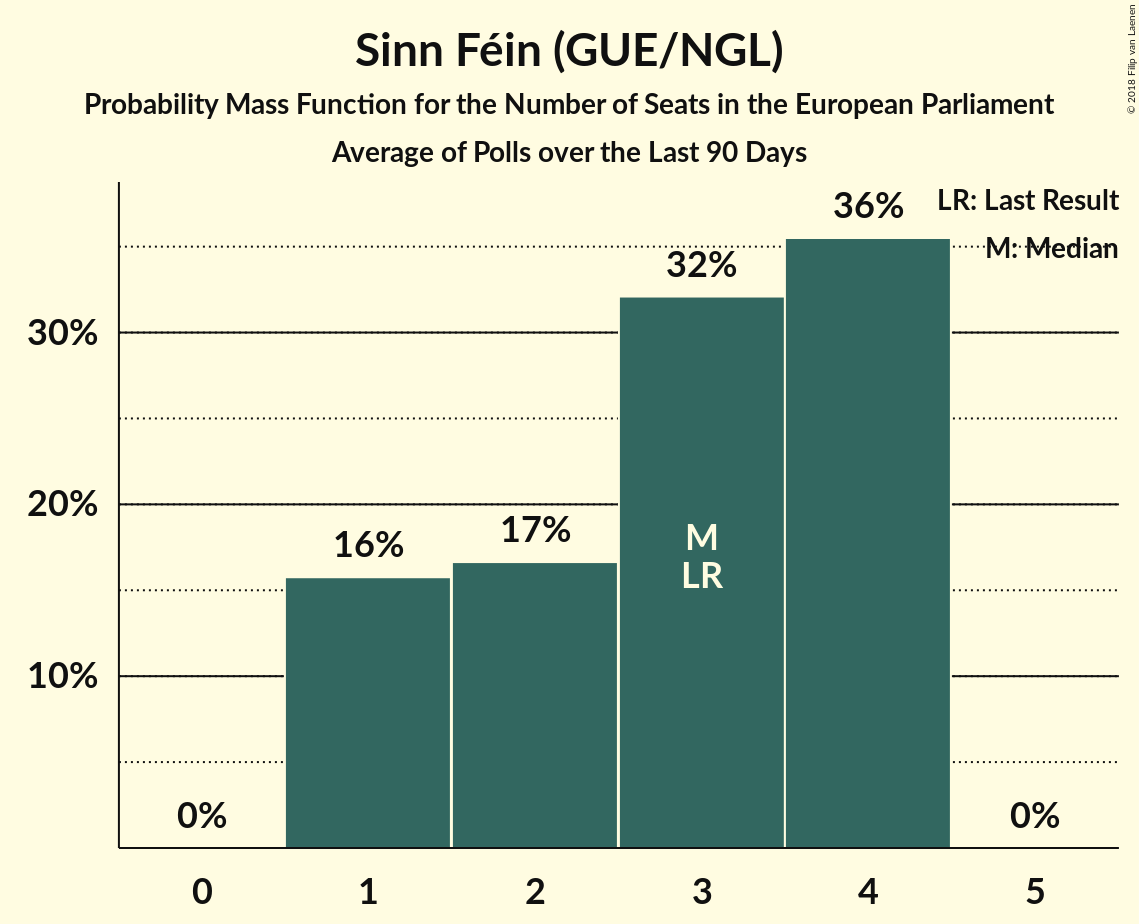 Sinn Féin (GUE/NGL)
Probability Mass Function for the Number of Seats in the European Parliament
Average of Polls over the Last 90 Days
© 2018 Filip van Laenen
LR: Last Result
M: Median
36%
32%
30%
20%
17%
16%
M
LR
10%
0%
0%
0 1 2 3 4 5